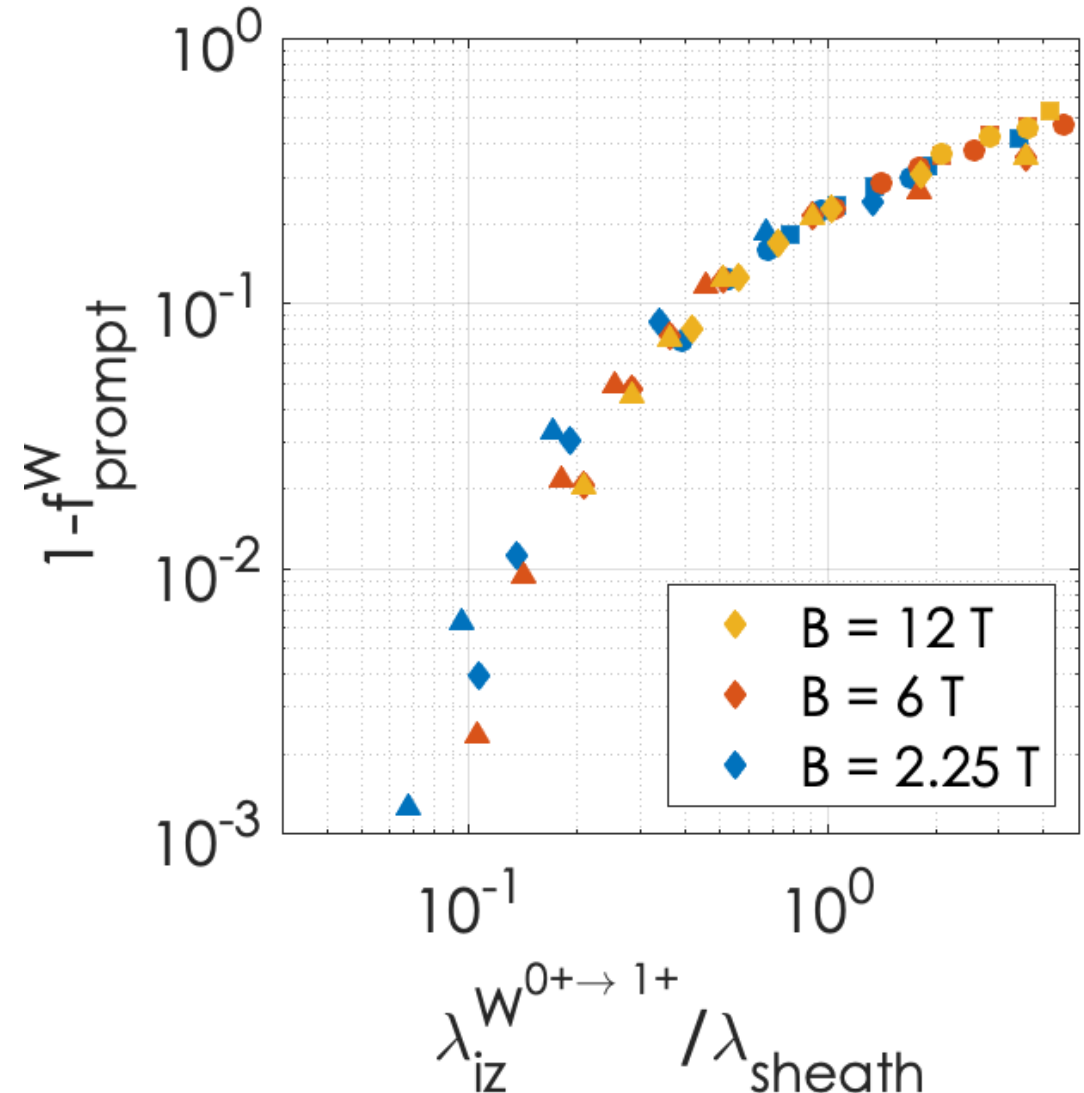 10^0
10^-1
10^-2
10^-3
1-f^W_prompt
10^-1 10^0
λ_iz^W^0+→ 1+ /λ_sheath
B = 12 T
B = 6 T
B = 2.25 T